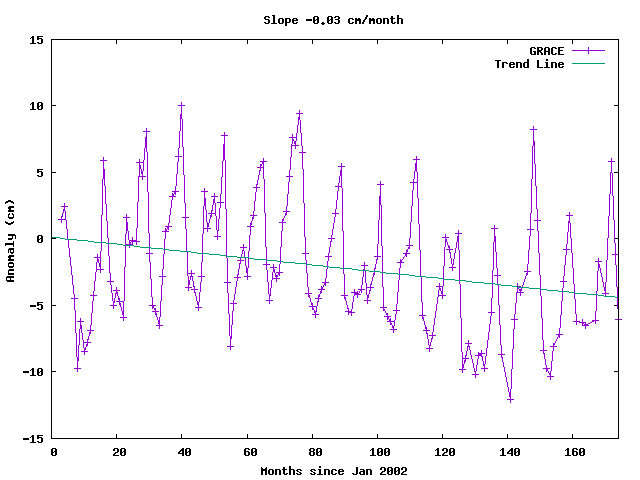 Slope -0.03 cm/month
GRACE
Trend Line
15
10
5
0
-5
-10
-15
Anomaly (cm)
0 20 40 60 80 100 120 140 160
Months since Jan 2002